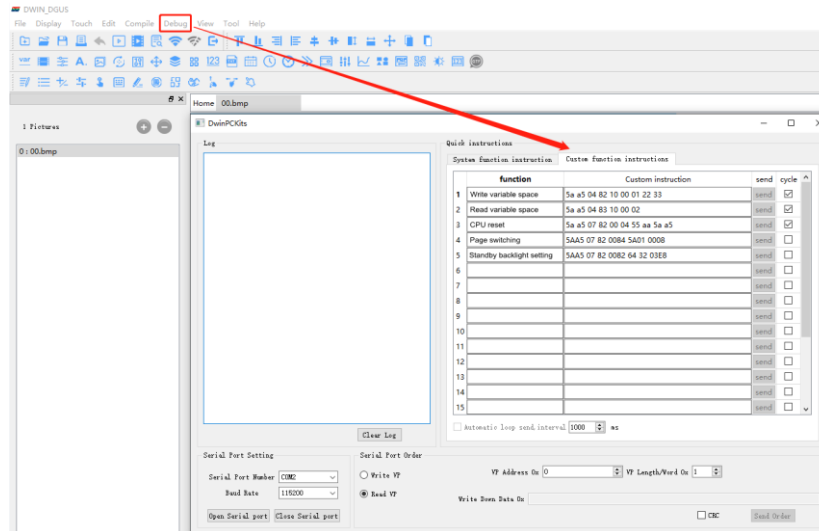 DWIN_DGUS
File Display Touch Edit Compile Debug View Tool Help
Home 00.bmp
1 Pictures
0 : 00.bmp
DwinPCKits
Log
Quick instructions
System function instruction Custom function instructions
function Custom instruction send cycle
1 Write variable space 5a a5 04 82 10 00 01 22 33 send
2 Read variable space 5a a5 04 83 10 00 02 send
3 CPU reset 5a a5 07 82 00 04 55 aa 5a a5 send
4 Page switching 5AA5 07 82 0084 5A01 0008 send
5 Standby backlight setting 5AA5 07 82 0082 64 32 03E8 send
6 send
7 send
8 send
9 send
10 send
11 send
12 send
13 send
14 send
15 send
Automatic loop send interval 1000 ms
Clear Log
Serial Port Setting
Serial Port Number COM2
Baud Rate 115200
Open Serial port Close Serial port
Serial Port Order
Write VP
Read VP
VP Address 0x 0 VP Length/Word 0x 1
Write Down Data 0x
CRC Send Order